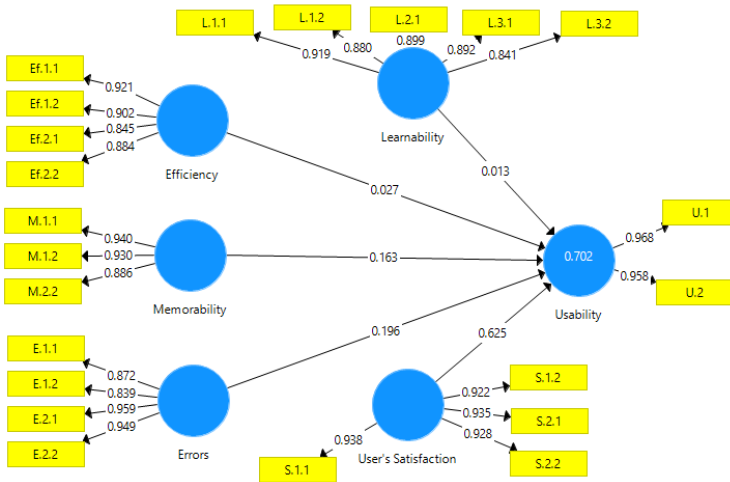 L.1.1
L.1.2
L.2.1
L.3.1
L.3.2
0.919
0.880
0.899
0.892
0.841
Learnability
Ef.1.1
Ef.1.2
Ef.2.1
Ef.2.2
0.921
0.902
0.845
0.884
Efficiency
0.013
0.027
M.1.1
M.1.2
M.2.2
0.940
0.930
0.886
Memorability
0.163
0.702
Usability
0.968
0.958
U.1
U.2
0.196
0.625
E.1.1
E.1.2
E.2.1
E.2.2
0.872
0.839
0.959
0.949
Errors
S.1.2
S.2.1
S.2.2
0.922
0.935
0.928
0.938
User's Satisfaction
S.1.1